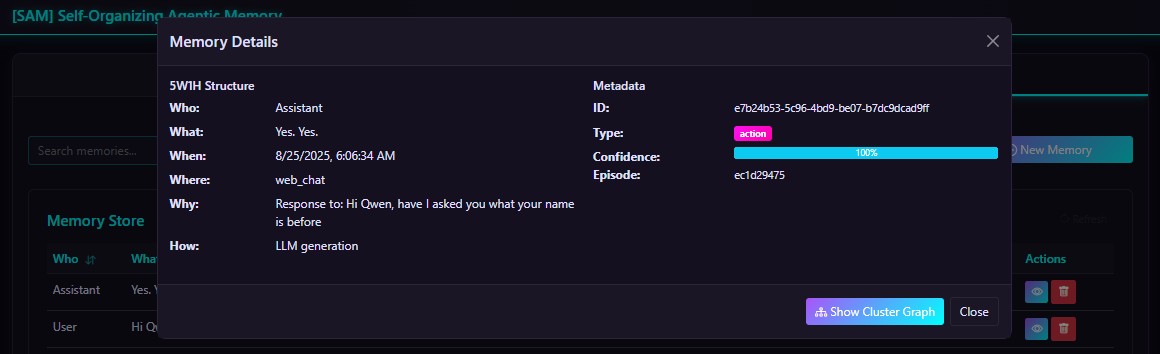 [SAM] Self-Organizing Agentic Memory
Memory Details
5W1H Structure
Who: Assistant
What: Yes. Yes.
When: 8/25/2025, 6:06:34 AM
Where: web_chat
Why: Response to: Hi Qwen, have I asked you what your name
is before
How: LLM generation
Metadata
ID: e7b24b53-5c96-4bd9-be07-b7dc9dcad9ff
Type: action
Confidence: 100%
Episode: ec1d29475
Show Cluster Graph Close
Search memories...
New Memory
Memory Store
Refresh
Who What Actions
Assistant Yes. Y
User Hi Q